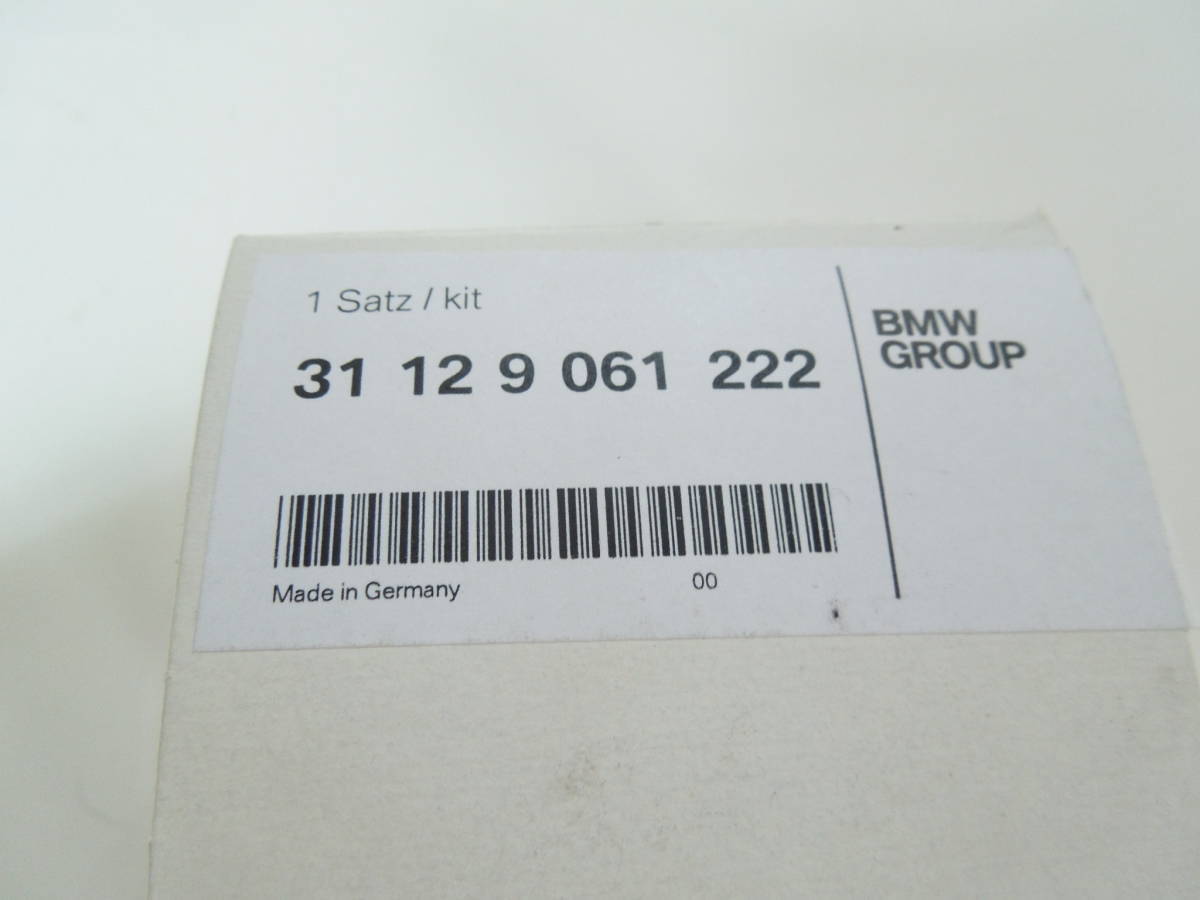 1 Satz / kit
31 12 9 061 222
BMW
GROUP
Made in Germany
00